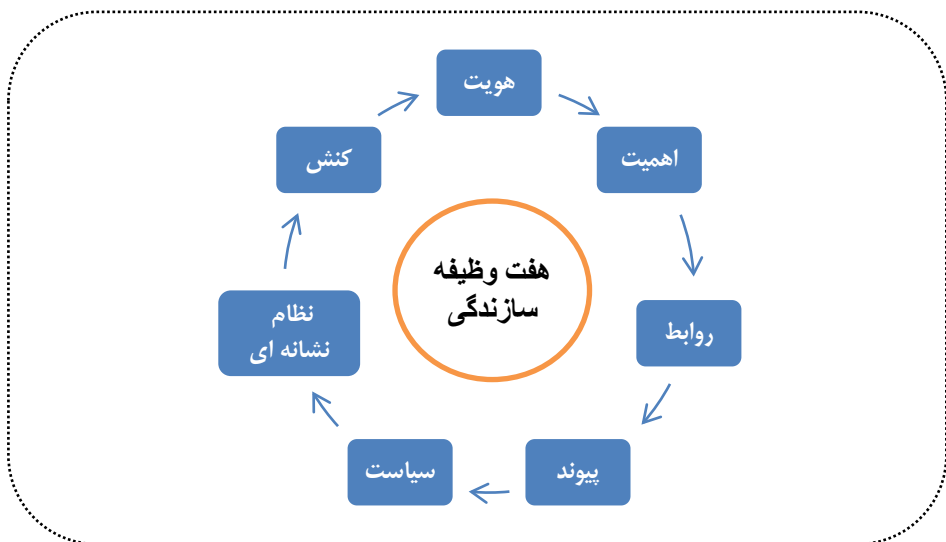 هویت
اهمیت
روابط
پیوند
سیاست
نظام
نشانه ای
کنش
هفت وظیفه
سازندگی